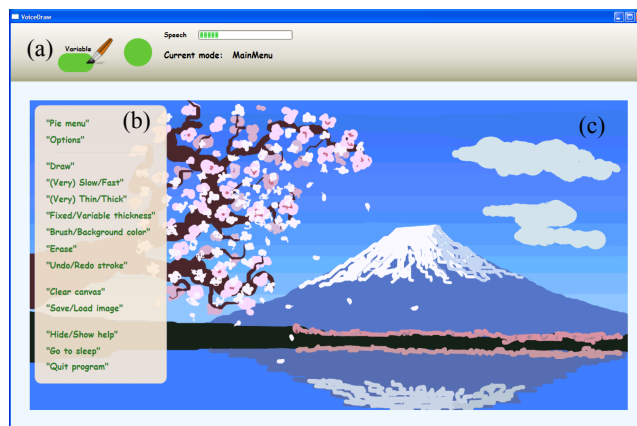 VoiceDraw
(a)
Variable
Speech
Current mode: MainMenu
(b)
"Pie menu"
"Options"
"Draw"
"(Very) Slow/Fast"
"(Very) Thin/Thick"
"Fixed/Variable thickness"
"Brush/Background color"
"Erase"
"Undo/Redo stroke"
"Clear canvas"
"Save/Load image"
"Hide/Show help"
"Go to sleep"
"Quit program"
(c)